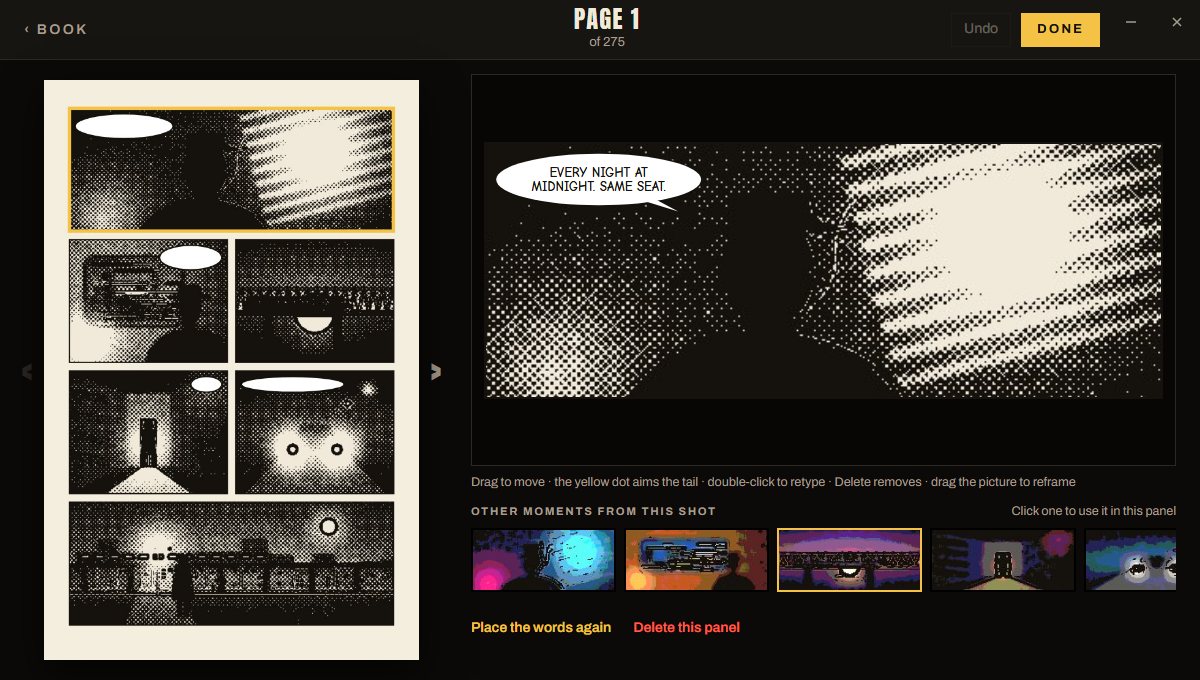 ‹ BOOK
PAGE 1
of 275
Undo
DONE
EVERY NIGHT AT
MIDNIGHT. SAME SEAT.
Drag to move · the yellow dot aims the tail · double-click to retype · Delete removes · drag the picture to reframe
OTHER MOMENTS FROM THIS SHOT
Click one to use it in this panel
Place the words again
Delete this panel